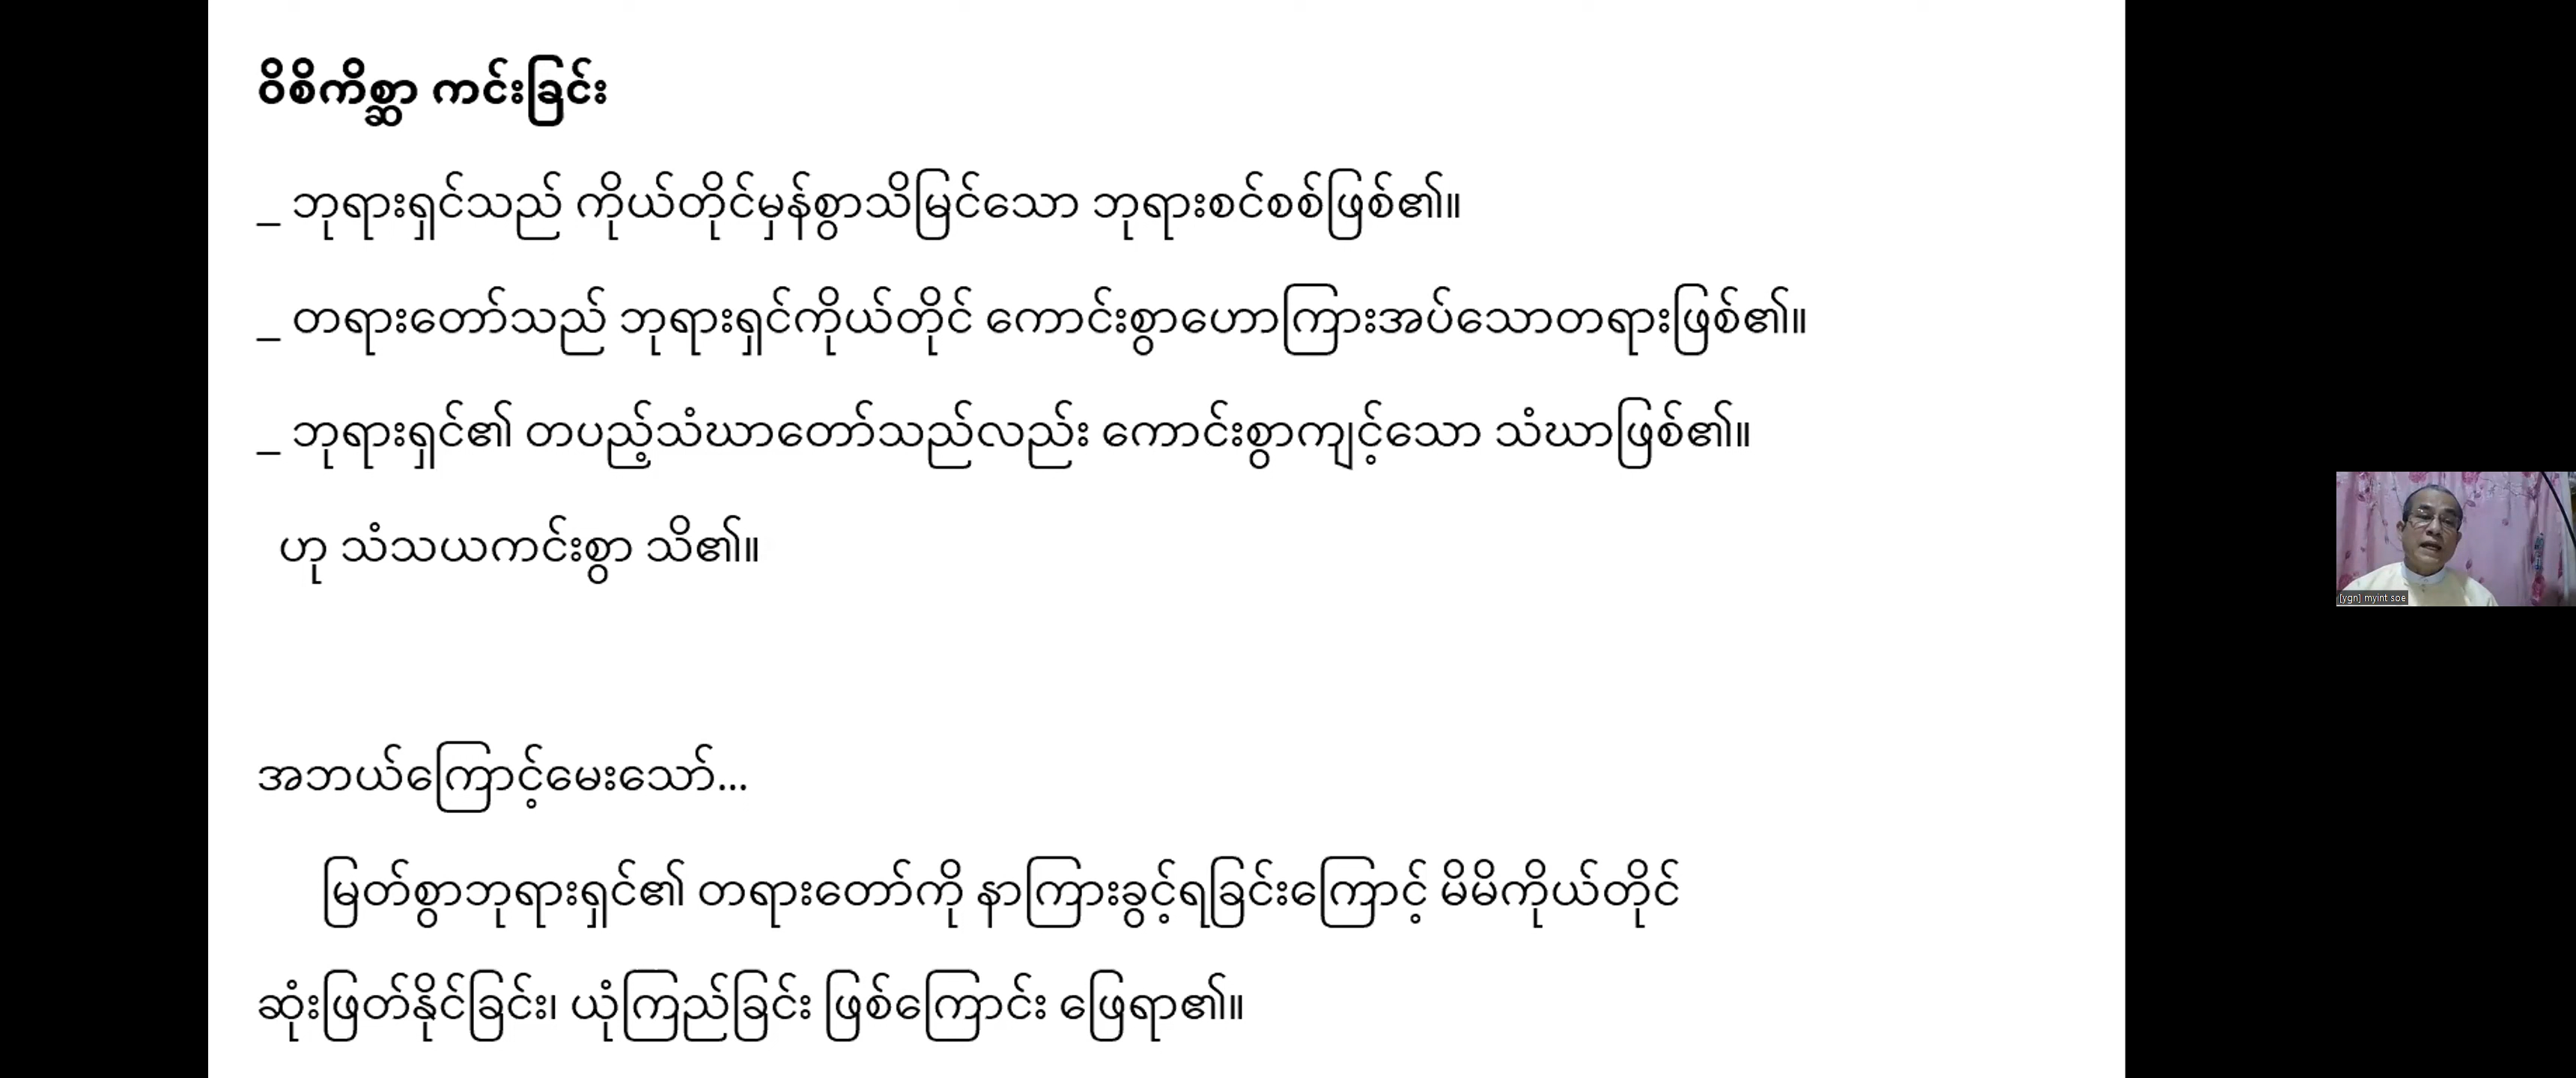 ဝိစိကိစ္ဆာ ကင်းခြင်း
_ ဘုရားရှင်သည် ကိုယ်တိုင်မှန်စွာသိမြင်သော ဘုရားစင်စစ်ဖြစ်၏။
_ တရားတော်သည် ဘုရားရှင်ကိုယ်တိုင် ကောင်းစွာဟောကြားအပ်သောတရားဖြစ်၏။
_ ဘုရားရှင်၏ တပည့်သံဃာတော်သည်လည်း ကောင်းစွာကျင့်သော သံဃာဖြစ်၏။
ဟု သံသယကင်းစွာ သိ၏။
[ygn] myint soe
အဘယ်ကြောင့်မေးသော်...
မြတ်စွာဘုရားရှင်၏ တရားတော်ကို နာကြားခွင့်ရခြင်းကြောင့် မိမိကိုယ်တိုင်
ဆုံးဖြတ်နိုင်ခြင်း၊ ယုံကြည်ခြင်း ဖြစ်ကြောင်း ဖြေရာ၏။